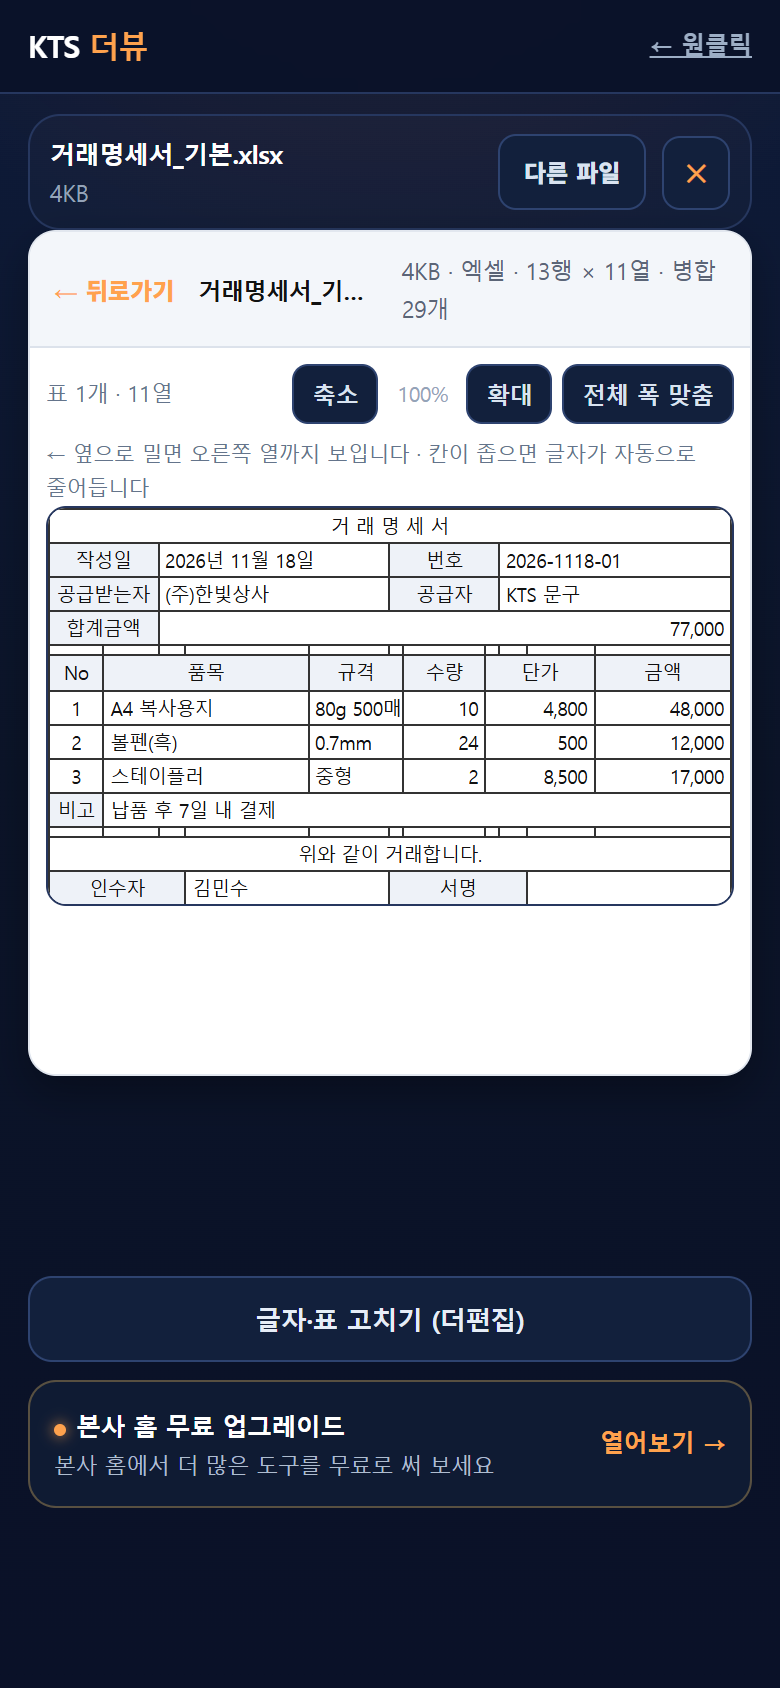 KTS 더뷰
← 원클릭
거래명세서_기본.xlsx
4KB
다른 파일
×
← 뒤로가기 거래명세서_기... 4KB · 엑셀 · 13행 × 11열 · 병합
29개
표 1개 · 11열 축소 100% 확대 전체 폭 맞춤
← 옆으로 밀면 오른쪽 열까지 보입니다 · 칸이 좁으면 글자가 자동으로
줄어듭니다
거 래 명 세 서
작성일 2026년 11월 18일 번호 2026-1118-01
공급받는자 (주)한빛상사 공급자 KTS 문구
합계금액 77,000
No 품목 규격 수량 단가 금액
1 A4 복사용지 80g 500매 10 4,800 48,000
2 볼펜(흑) 0.7mm 24 500 12,000
3 스테이플러 중형 2 8,500 17,000
비고 납품 후 7일 내 결제
위와 같이 거래합니다.
인수자 김민수 서명
글자·표 고치기 (더편집)
본사 홈 무료 업그레이드
본사 홈에서 더 많은 도구를 무료로 써 보세요
열어보기 →